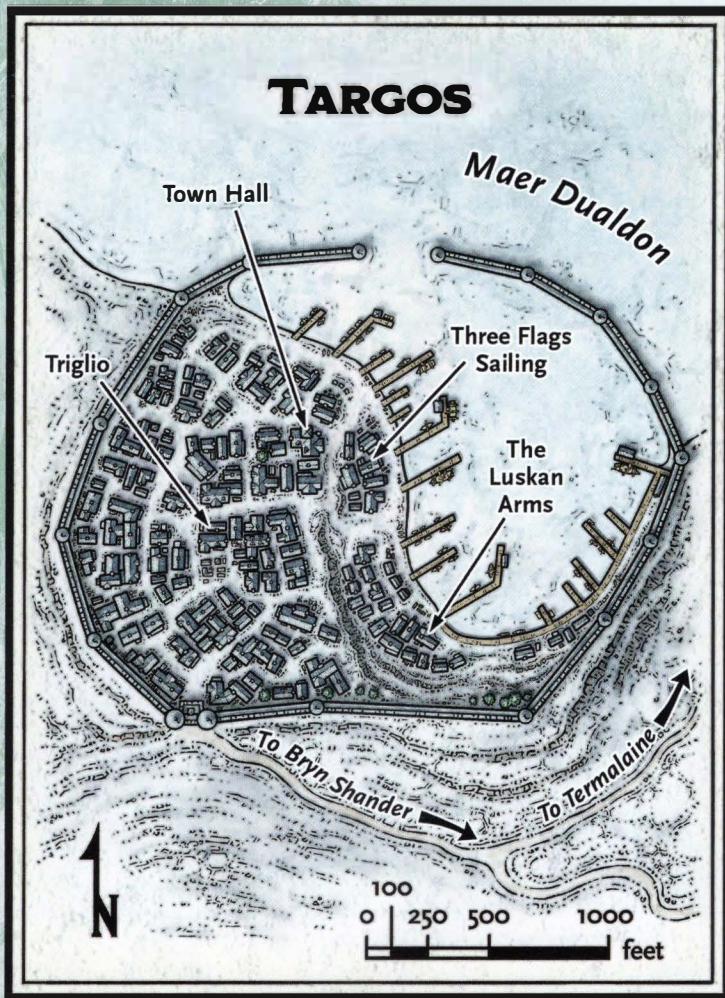 TARGOS
Maer Dualdon
Town Hall
Three Flags
Sailing
Triglio
The
Luskan
Arms
To Bryn Shander
To Termalaine
N
100
0 250 500 1000
feet